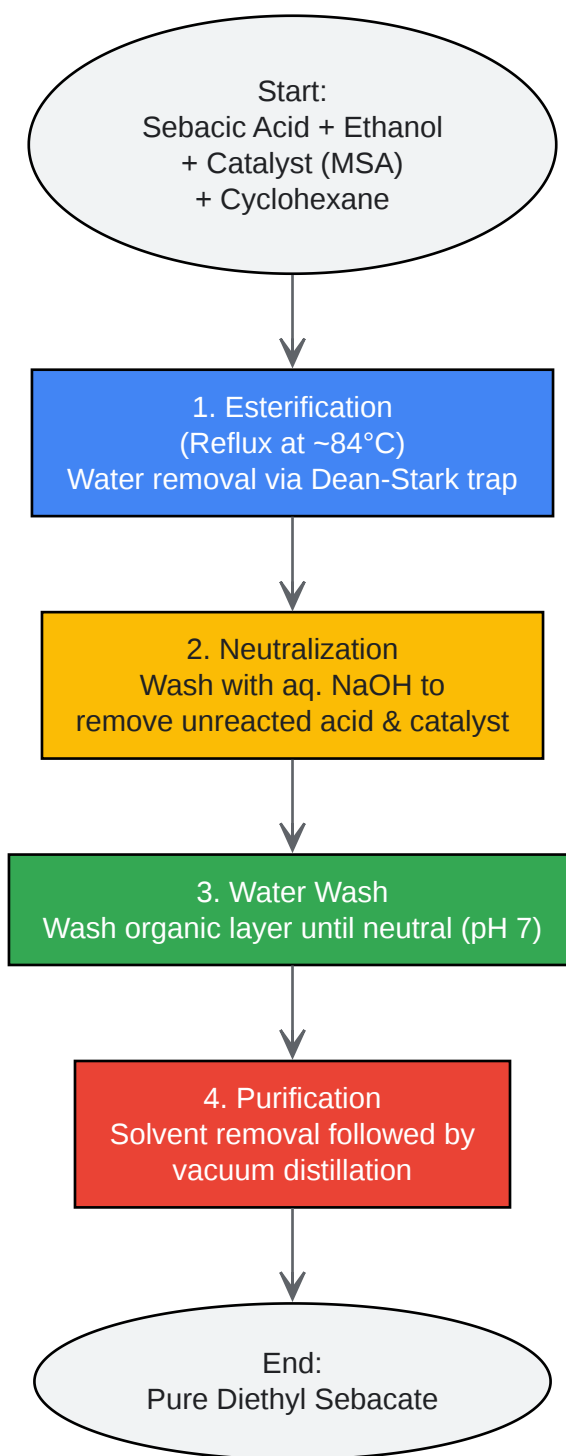 Start:
Sebacic Acid + Ethanol
+ Catalyst (MSA)
+ Cyclohexane
1. Esterification
(Reflux at ~84°C)
Water removal via Dean-Stark trap
2. Neutralization
Wash with aq. NaOH to
remove unreacted acid & catalyst
3. Water Wash
Wash organic layer until neutral (pH 7)
4. Purification
Solvent removal followed by
vacuum distillation
End:
Pure Diethyl Sebacate